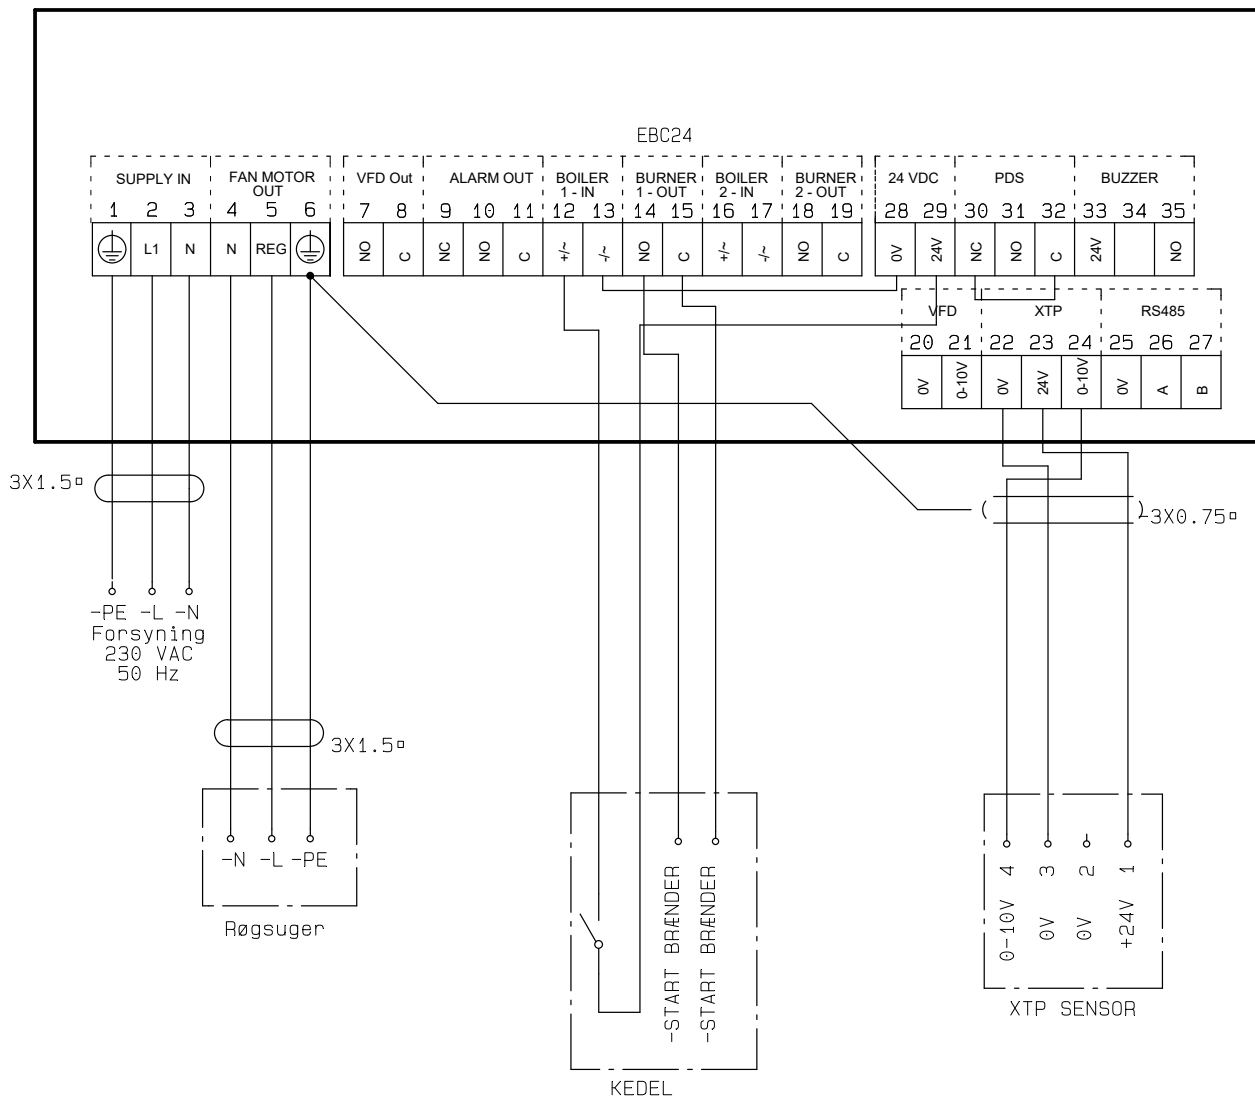 EBC24
SUPPLY IN
FAN MOTOR
OUT
VFD Out
ALARM OUT
BOILER
1 - IN
BURNER
1 - OUT
BOILER
2 - IN
BURNER
2 - OUT
24 VDC
PDS
BUZZER
1 2 3 4 5 6 7 8 9 10 11 12 13 14 15 16 17 18 19 28 29 30 31 32 33 34 35
L1 N N REG NO C NC NO C +/~ -/~ NO C +/~ -/~ NO C 0V 24V NC NO C 24V NO
VFD
XTP
RS485
20 21 22 23 24 25 26 27
0V 0-10V 0V 24V 0-10V 0V A B
3X1.5▫
-3X0.75▫
-PE -L -N
Forsyning
230 VAC
50 Hz
3X1.5▫
-N -L -PE
Røgsuger
-START BRÆNDER
-START BRÆNDER
KEDEL
4 3 2 1
0-10V 0V 0V +24V
XTP SENSOR